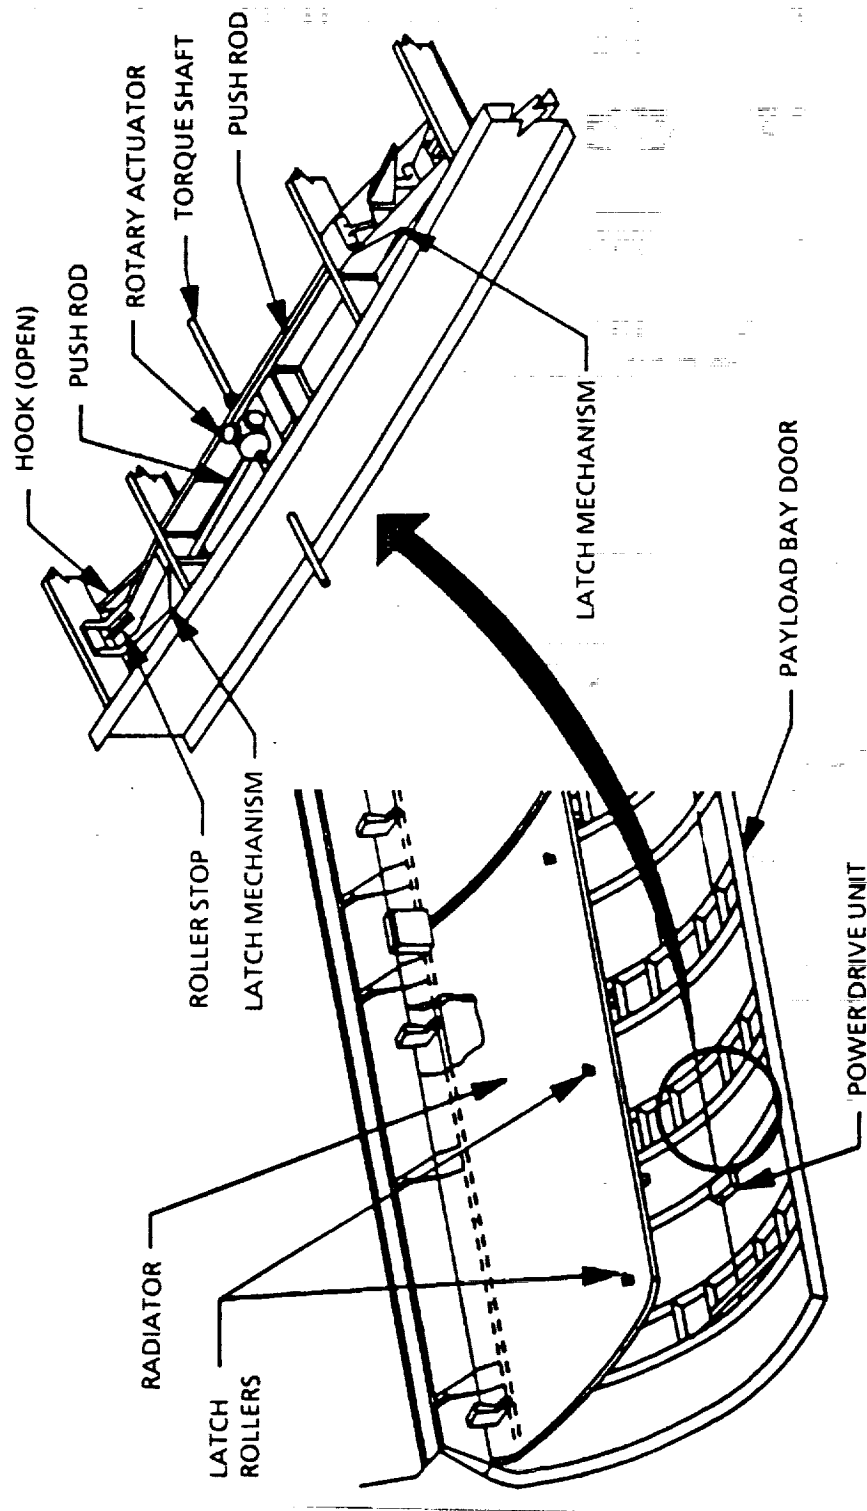 HOOK (OPEN)
PUSH ROD
ROTARY ACTUATOR
TORQUE SHAFT
PUSH ROD
ROLLER STOP
LATCH MECHANISM
LATCH MECHANISM
RADIATOR
LATCH
ROLLERS
PAYLOAD BAY DOOR
POWER DRIVE UNIT